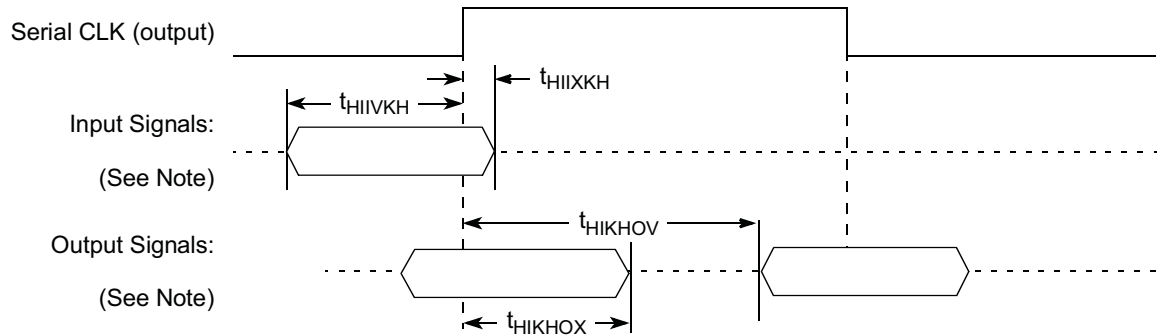 Serial CLK (output)
tHIIXKH
tHIIVKH
Input Signals:
(See Note)
tHIKHOV
Output Signals:
(See Note)
tHIKHOX